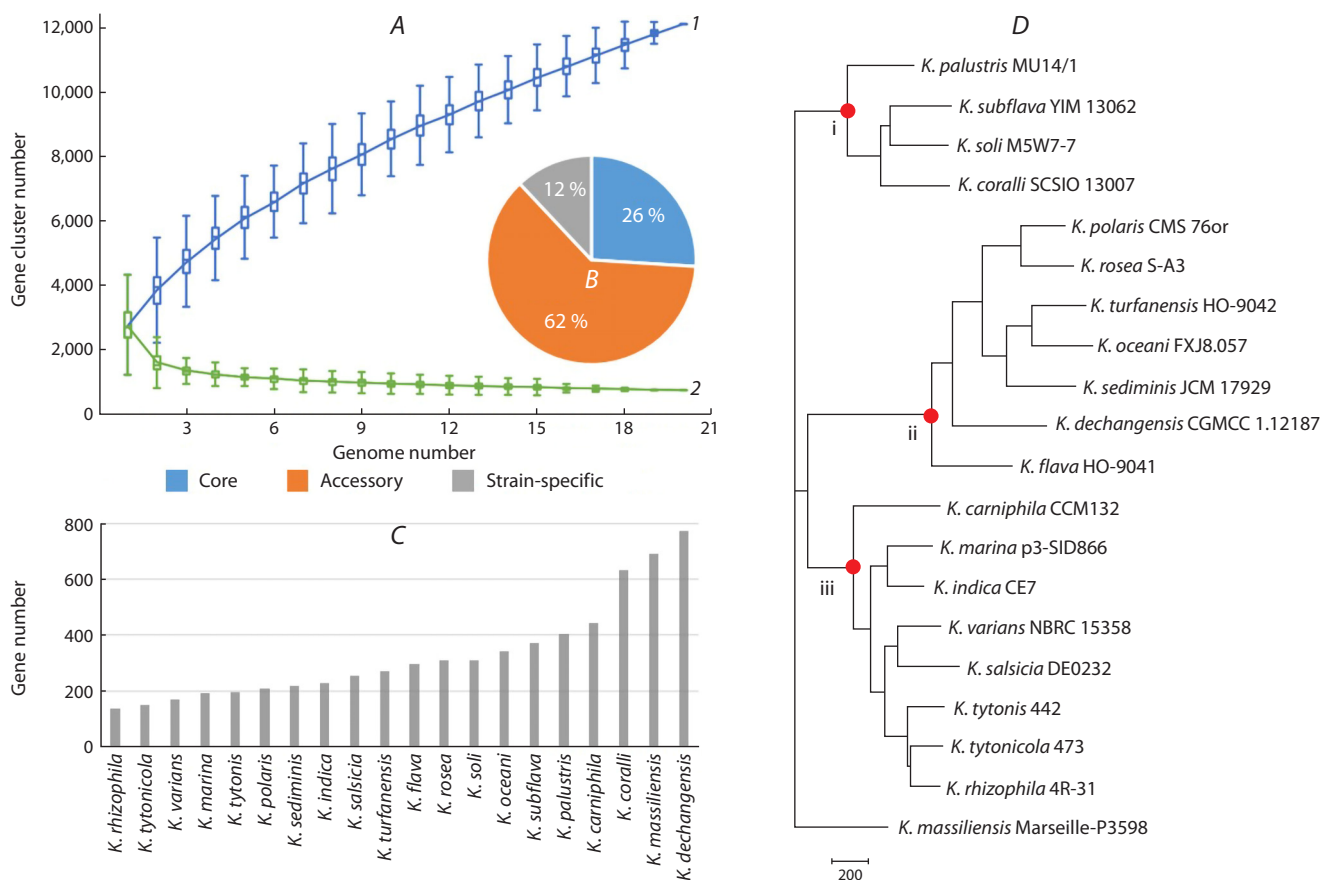 A
Gene cluster number
12,000
10,000
8,000
6,000
4,000
2,000
0
3
6
9
12
15
18
21
Genome number
1
2
12 %
26 %
B
62 %
Core
Accessory
Strain-specific
C
Gene number
800
600
400
200
0
K. rhizophila
K. tytonicola
K. varians
K. marina
K. tytonis
K. polaris
K. sediminis
K. indica
K. salsicia
K. turfanensis
K. flava
K. rosea
K. soli
K. oceani
K. subflava
K. palustris
K. carniphila
K. coralli
K. massiliensis
K. dechangensis
D
K. palustris MU14/1
K. subflava YIM 13062
i
K. soli M5W7-7
K. coralli SCSIO 13007
K. polaris CMS 76or
K. rosea S-A3
K. turfanensis HO-9042
K. oceani FXJ8.057
K. sediminis JCM 17929
K. dechangensis CGMCC 1.12187
ii
K. flava HO-9041
K. carniphila CCM132
K. marina p3-SID866
iii
K. indica CE7
K. varians NBRC 15358
K. salsicia DE0232
K. tytonis 442
K. tytonicola 473
K. rhizophila 4R-31
K. massiliensis Marseille-P3598
200